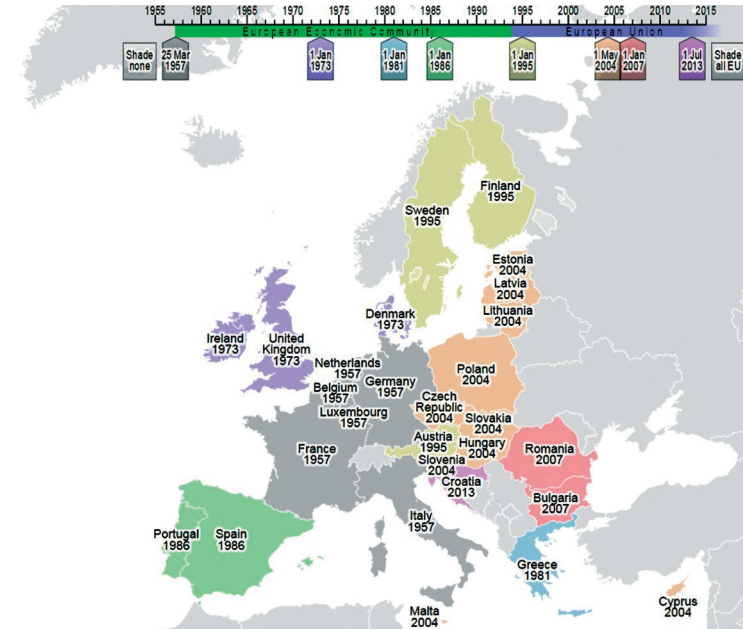 1955 1960 1965 1970 1975 1980 1985 1990 1995 2000 2005 2010 2015
European Economic Community European Union
Shade
none
25 Mar
1957
1 Jan
1973
1 Jan
1981
1 Jan
1986
1 Jan
1995
1 May
2004
1 Jan
2007
1 Jul
2013
Shade
all EU
Finland
1995
Sweden
1995
Estonia
2004
Latvia
2004
Lithuania
2004
Denmark
1973
Ireland
1973
United
Kingdom
1973
Netherlands
1957
Belgium
1957
Luxembourg
1957
Germany
1957
Poland
2004
Czech
Republic
2004
Slovakia
2004
Austria
1995
Hungary
2004
Slovenia
2004
Croatia
2013
France
1957
Romania
2007
Bulgaria
2007
Italy
1957
Portugal
1986
Spain
1986
Greece
1981
Malta
2004
Cyprus
2004